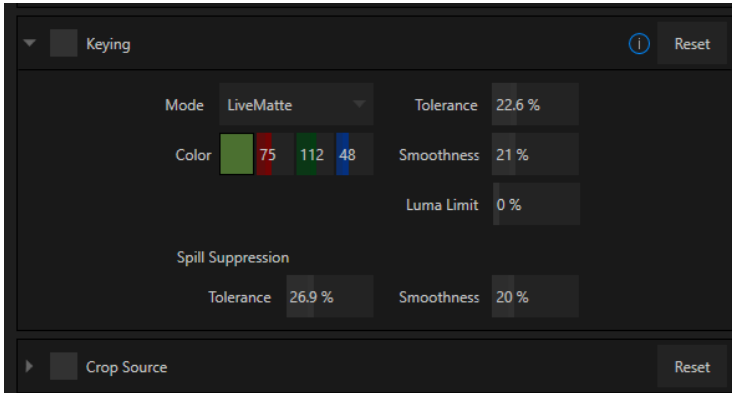 Keying Reset
Mode LiveMatte Tolerance 22.6 %
Color 75 112 48 Smoothness 21 %
Luma Limit 0 %
Spill Suppression
Tolerance 26.9 % Smoothness 20 %
Crop Source Reset